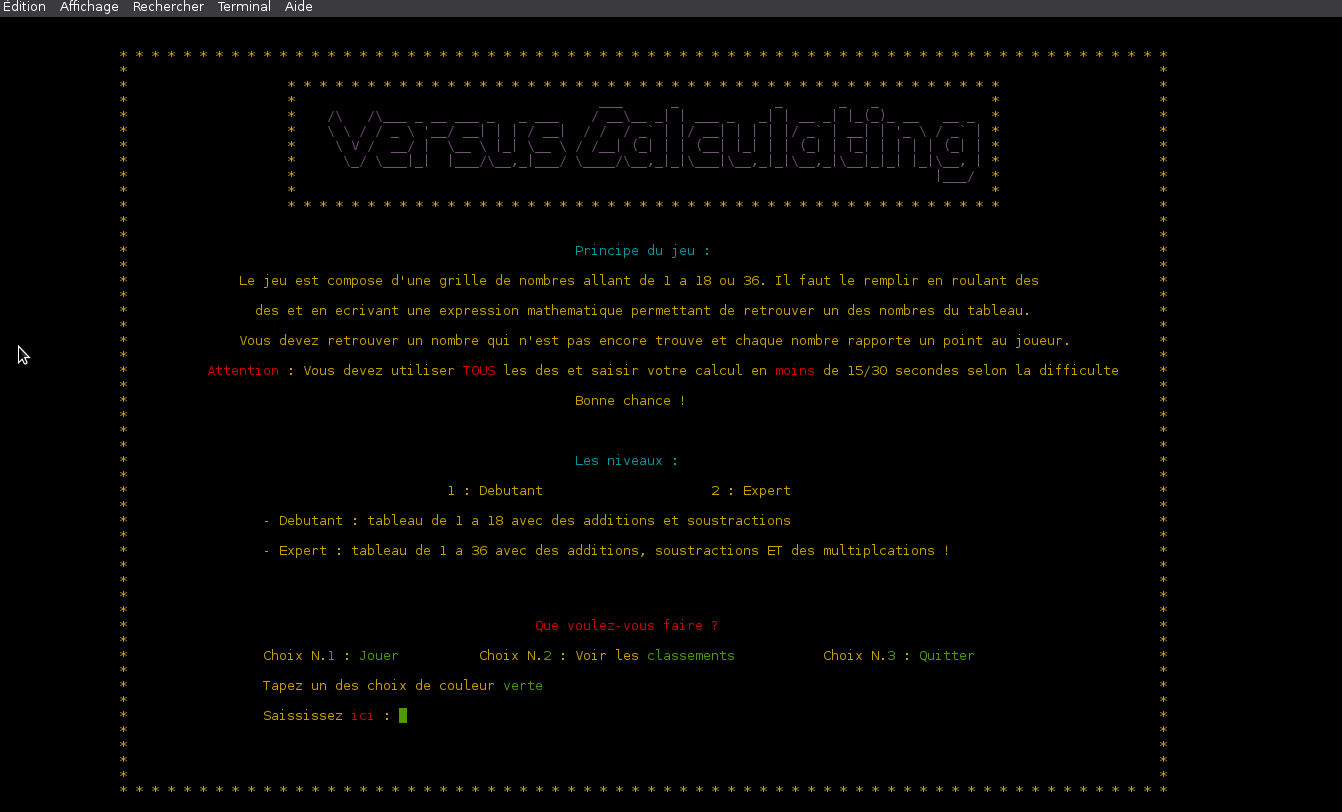 Édition Affichage Rechercher Terminal Aide
Versus Calculating
Principe du jeu :
Le jeu est compose d'une grille de nombres allant de 1 a 18 ou 36. Il faut le remplir en roulant des
des et en ecrivant une expression mathematique permettant de retrouver un des nombres du tableau.
Vous devez retrouver un nombre qui n'est pas encore trouve et chaque nombre rapporte un point au joueur.
Attention : Vous devez utiliser TOUS les des et saisir votre calcul en moins de 15/30 secondes selon la difficulte
Bonne chance !
Les niveaux :
1 : Debutant 2 : Expert
- Debutant : tableau de 1 a 18 avec des additions et soustractions
- Expert : tableau de 1 a 36 avec des additions, soustractions ET des multiplcations !
Que voulez-vous faire ?
Choix N.1 : Jouer Choix N.2 : Voir les classements Choix N.3 : Quitter
Tapez un des choix de couleur verte
Saississez ici :